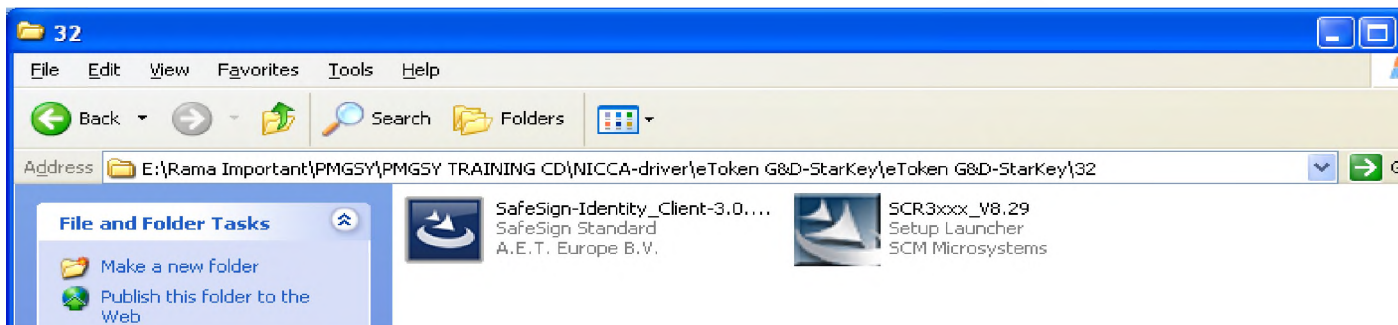 32
File Edit View Favorites Tools Help
Back Search Folders
Address E:\Rama Important\PMGSY\PMGSY TRAINING CD\NICCA-driver\eToken G&D-StarKey\eToken G&D-StarKey\32 G
File and Folder Tasks
Make a new folder
Publish this folder to the
Web
SafeSign-Identity_Client-3.0....
SafeSign Standard
A.E.T. Europe B.V.
SCR3xxx_V8.29
Setup Launcher
SCM Microsystems